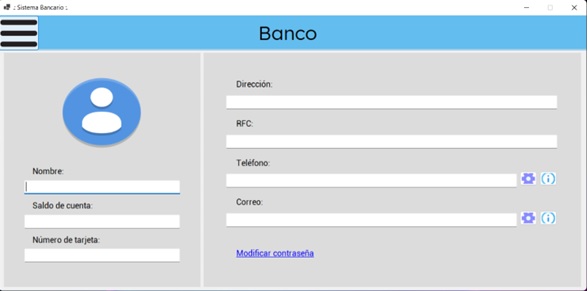 .: Sistema Bancario :.
Banco
Nombre:
Saldo de cuenta:
Número de tarjeta:
Dirección:
RFC:
Teléfono:
Correo:
Modificar contraseña